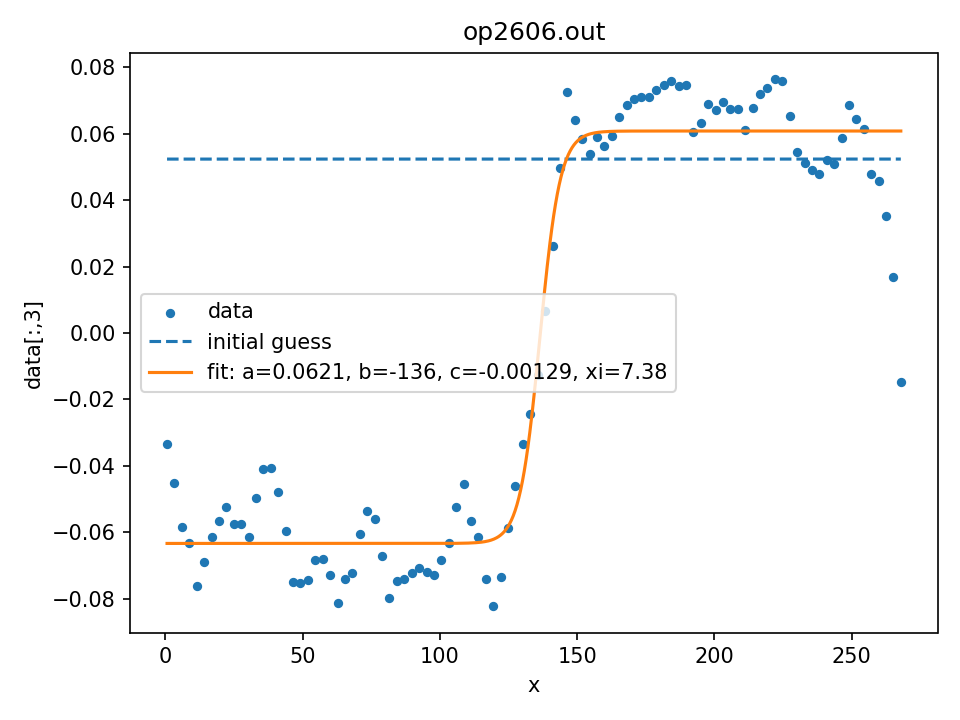 op2606.out
0.08
0.06
0.04
0.02
0.00
−0.02
−0.04
−0.06
−0.08
data[:,3]
data
initial guess
fit: a=0.0621, b=-136, c=-0.00129, xi=7.38
0 50 100 150 200 250
x